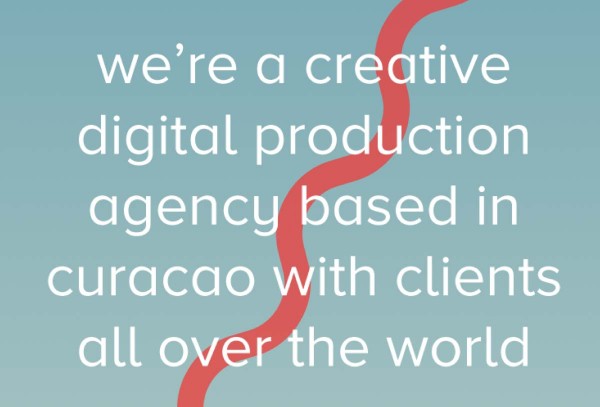 we’re a creative
digital production
agency based in
curacao with clients
all over the world